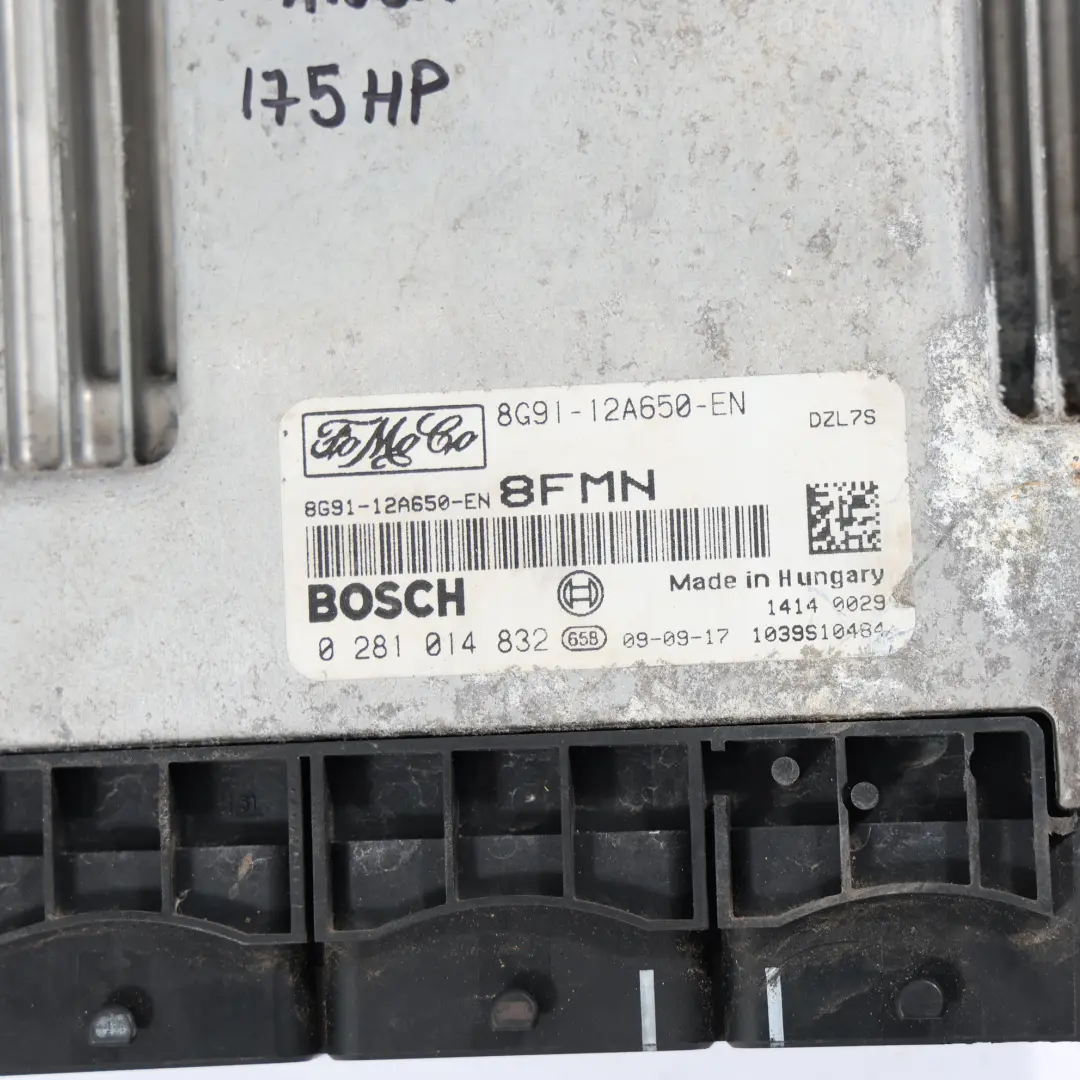 175HP
FoMoCo
8G91-12A650-EN
DZL7S
8G91-12A650-EN 8FMN
BOSCH
Made in Hungary
1414 0029
0 281 014 832 658 09-09-17 1039S10484